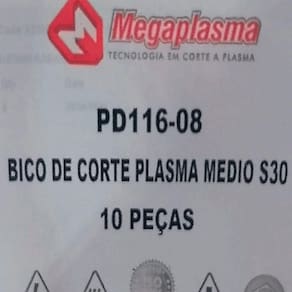 Megaplasma
TECNOLOGIA EM CORTE A PLASMA
PD116-08
BICO DE CORTE PLASMA MEDIO S30
10 PEÇAS